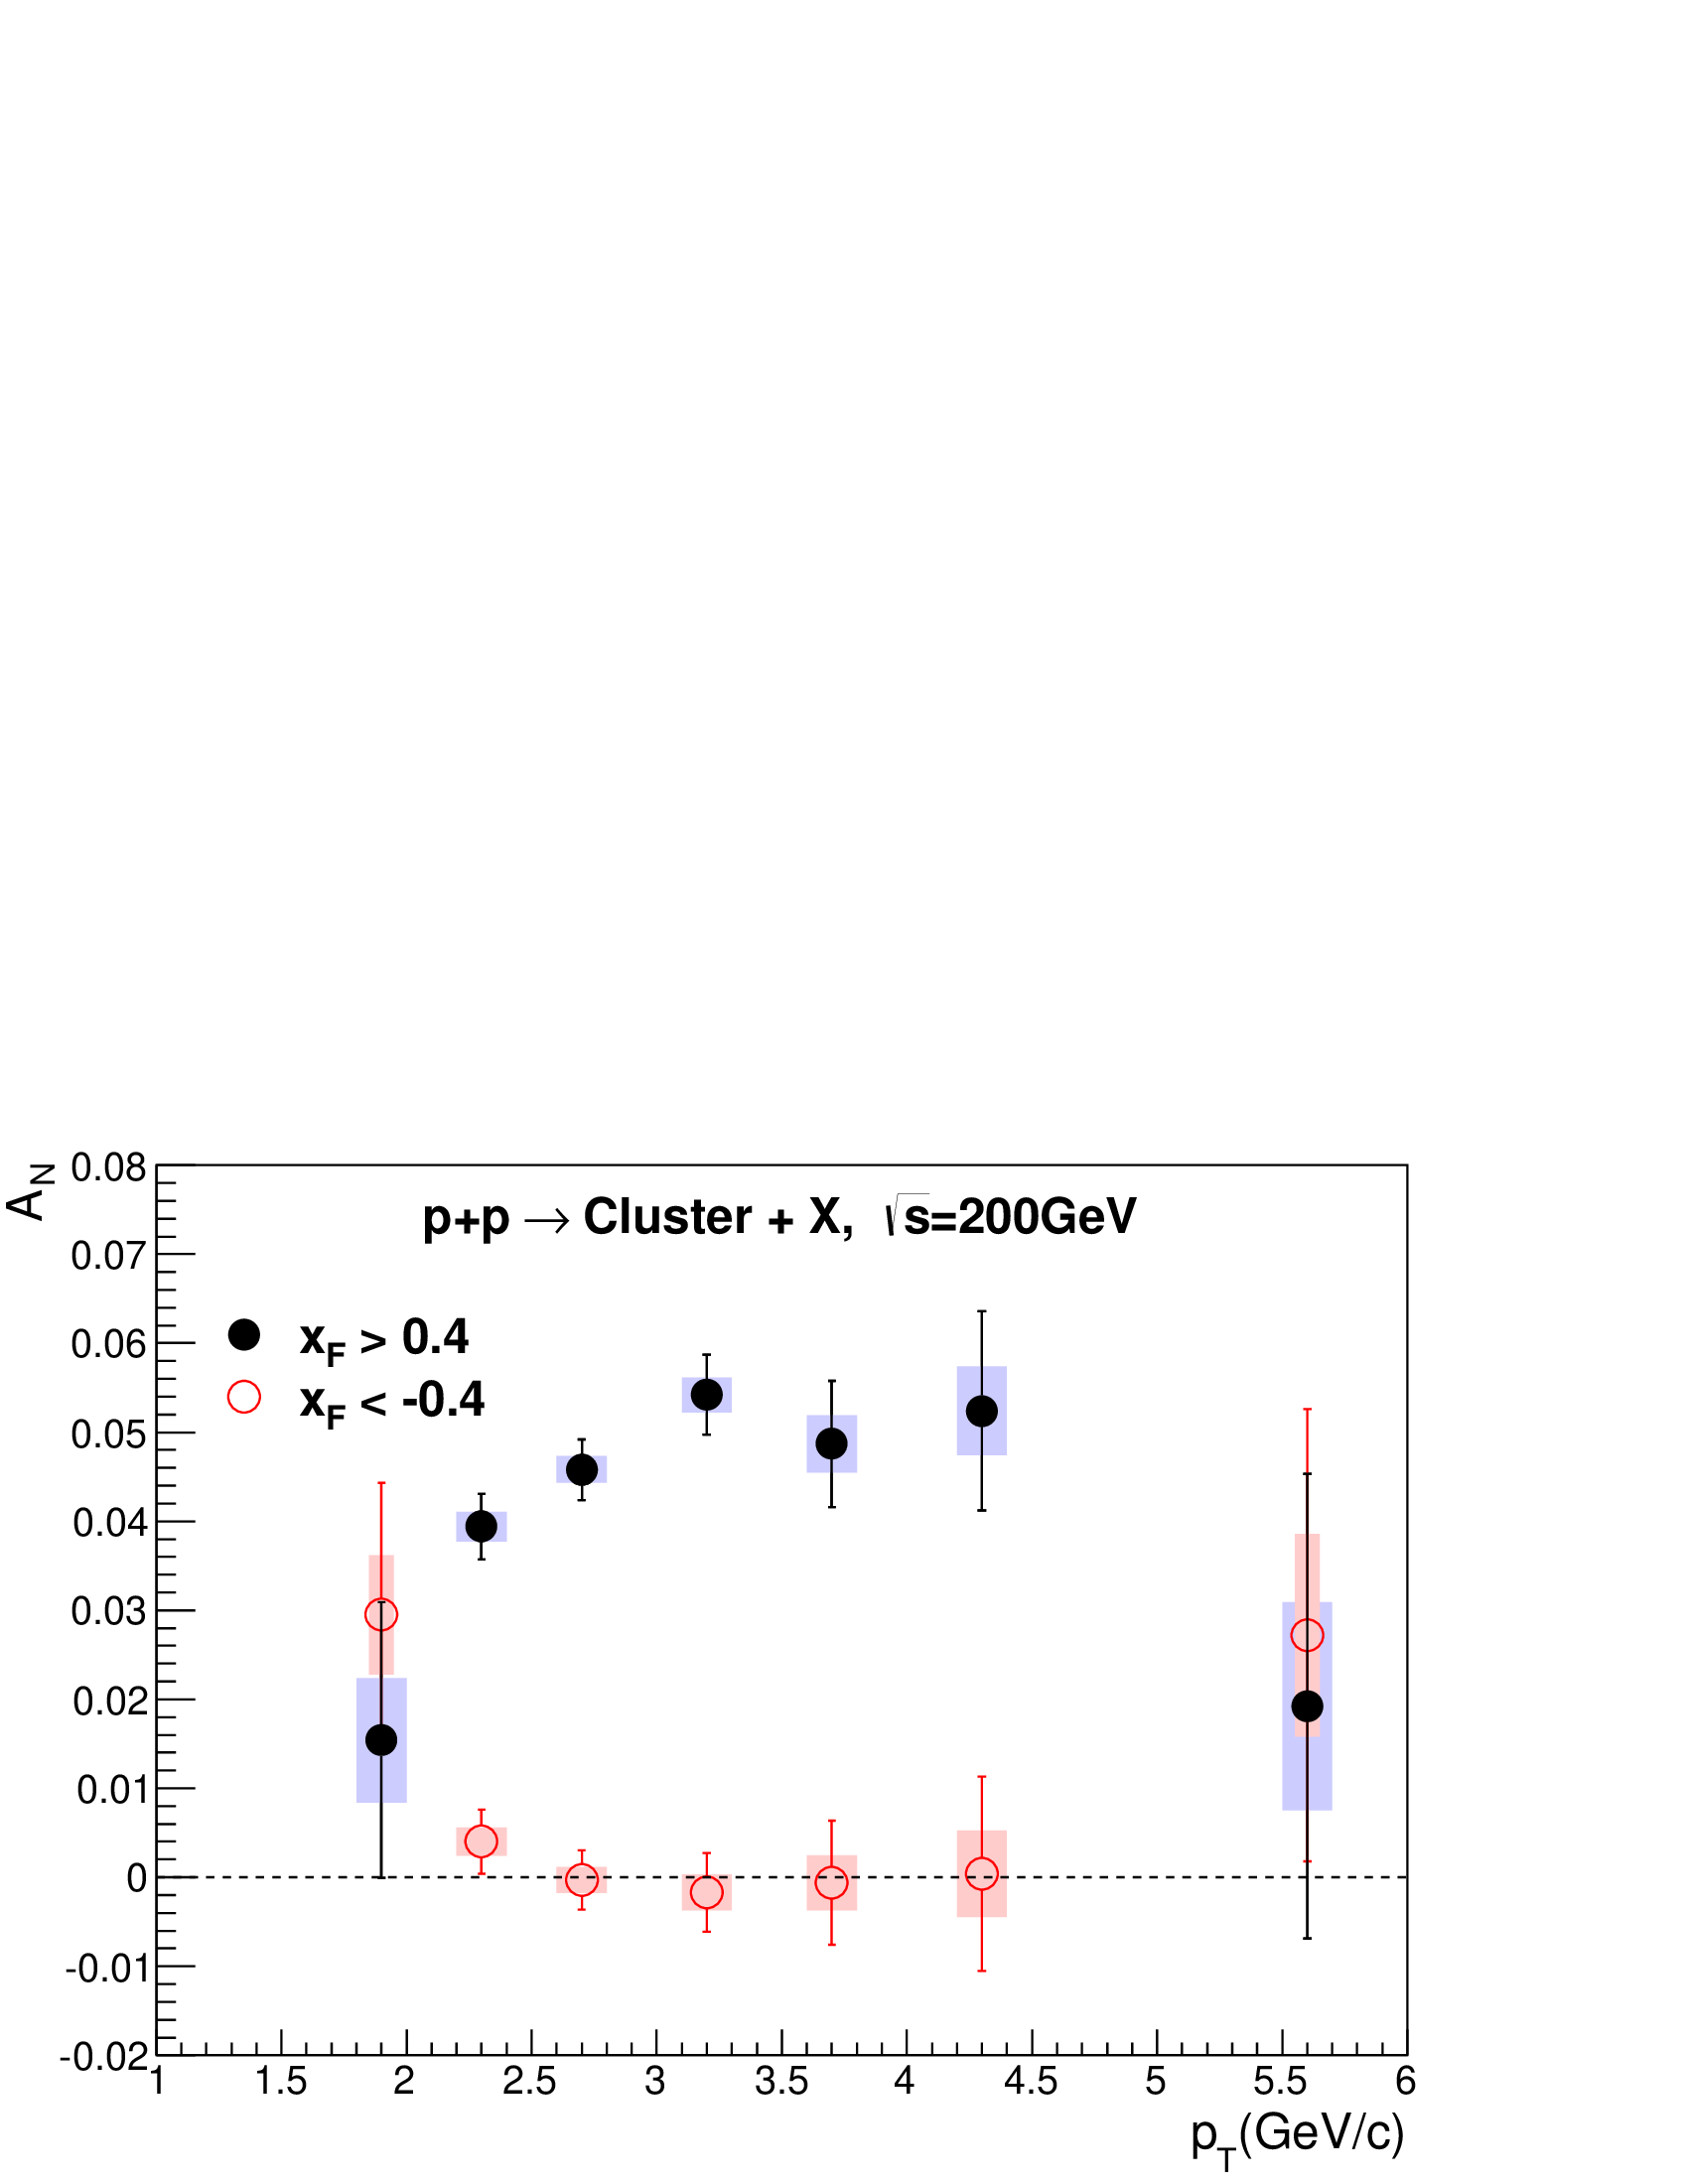 A_N
0.08
p+p → Cluster + X, √s=200GeV
0.07
x_F > 0.4
0.06
x_F < -0.4
0.05
0.04
0.03
0.02
0.01
0
-0.01
-0.02
1 1.5 2 2.5 3 3.5 4 4.5 5 5.5 6
p_T(GeV/c)